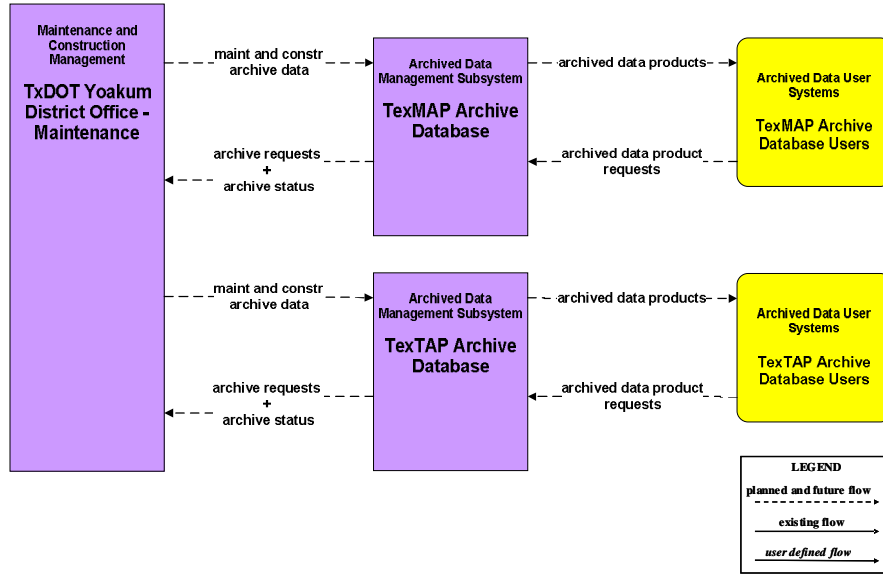 Maintenance and
Construction
Management
TxDOT Yoakum
District Office -
Maintenance
maint and constr
archive data
archive requests
+
archive status
maint and constr
archive data
archive requests
+
archive status
Archived Data
Management Subsystem
TexMAP Archive
Database
archived data products
archived data product
requests
Archived Data User
Systems
TexMAP Archive
Database Users
Archived Data
Management Subsystem
TexTAP Archive
Database
archived data products
archived data product
requests
Archived Data User
Systems
TexTAP Archive
Database Users
LEGEND
planned and future flow
existing flow
user defined flow